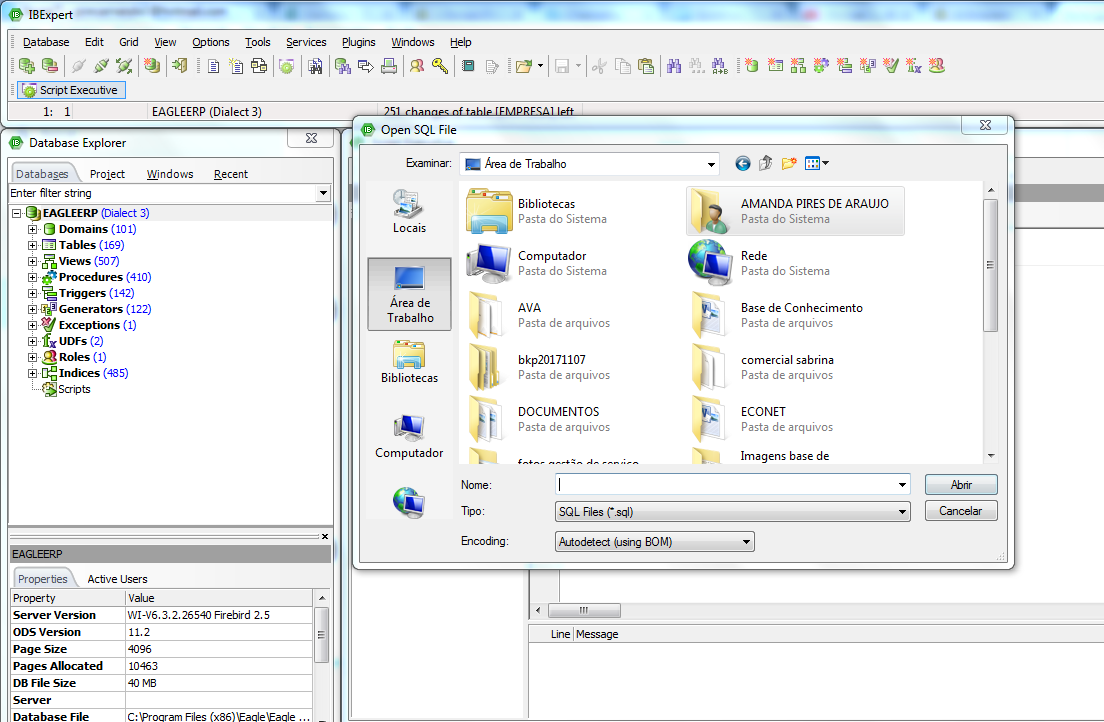 IBExpert
Database Edit Grid View Options Tools Services Plugins Windows Help
Script Executive
1: 1 EAGLEERP (Dialect 3) 251 changes of table [EMPRESA] left
Database Explorer
Databases Project Windows Recent
Enter filter string
EAGLEERP (Dialect 3)
Domains (101)
Tables (169)
Views (507)
Procedures (410)
Triggers (142)
Generators (122)
Exceptions (1)
UDFs (2)
Roles (1)
Indices (485)
Scripts
EAGLEERP
Properties Active Users
Property Value
Server Version WI-V6.3.2.26540 Firebird 2.5
ODS Version 11.2
Page Size 4096
Pages Allocated 10463
DB File Size 40 MB
Server
Database File C:\Program Files (x86)\Eagle\Eagle ...
Open SQL File
Examinar: Área de Trabalho
Locais
Área de
Trabalho
Bibliotecas
Computador
Bibliotecas
Pasta do Sistema
AMANDA PIRES DE ARAUJO
Pasta do Sistema
Computador
Pasta do Sistema
Rede
Pasta do Sistema
AVA
Pasta de arquivos
Base de Conhecimento
Pasta de arquivos
bkp20171107
Pasta de arquivos
comercial sabrina
Pasta de arquivos
DOCUMENTOS
Pasta de arquivos
ECONET
Pasta de arquivos
fotos gestão de serviço
Imagens base de
Nome:
Abrir
Tipo: SQL Files (*.sql)
Cancelar
Encoding: Autodetect (using BOM)
Line Message